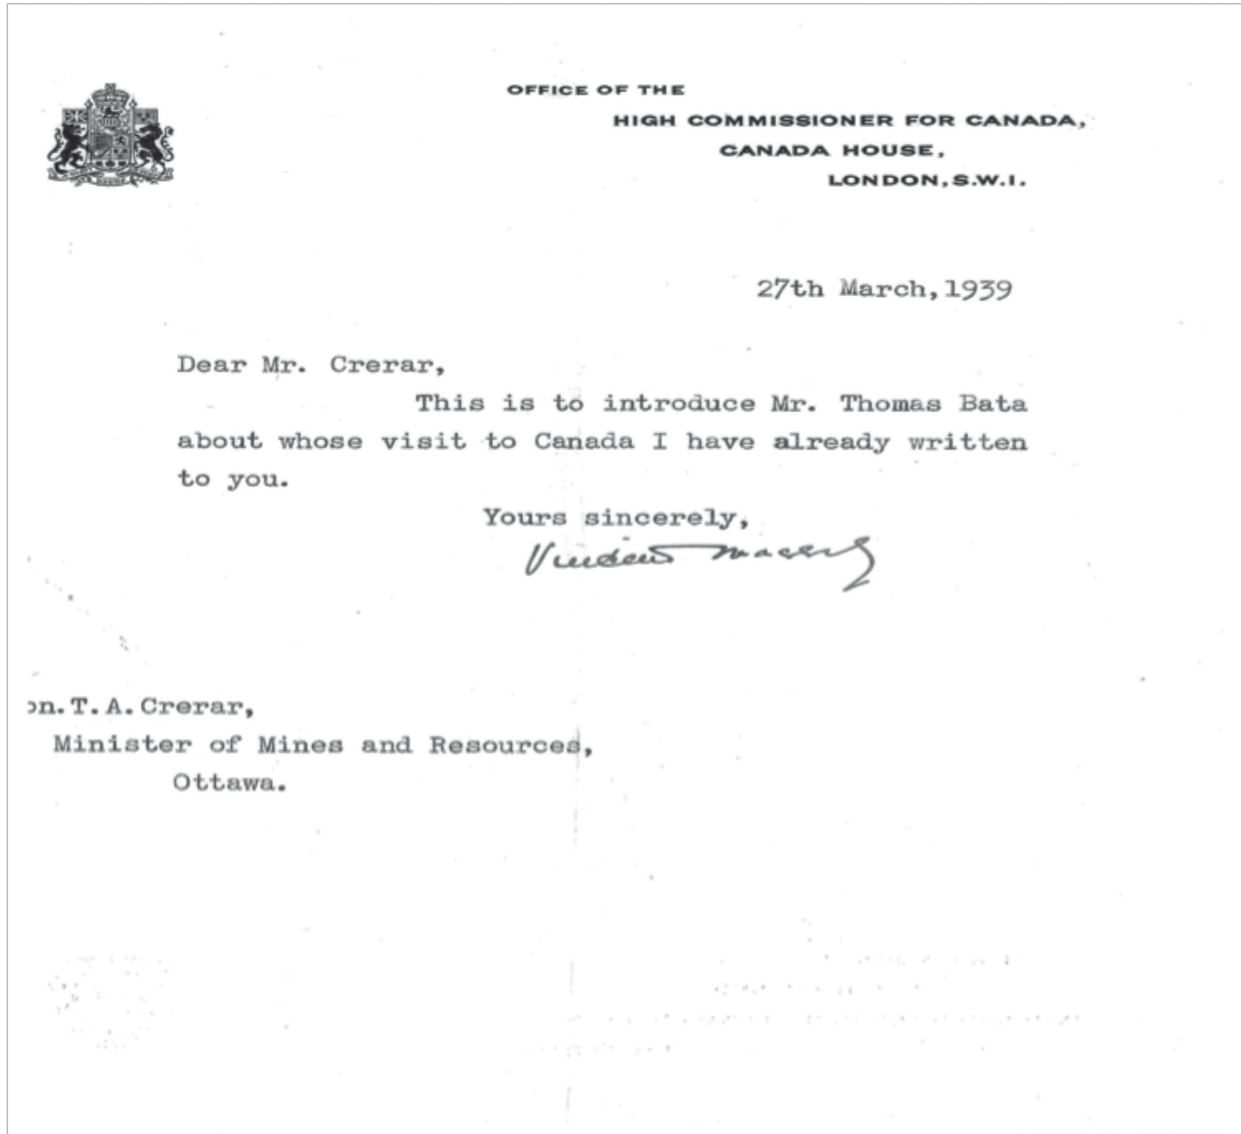 OFFICE OF THE
HIGH COMMISSIONER FOR CANADA,
CANADA HOUSE,
LONDON, S.W.1.
27th March, 1939
Dear Mr. Crerar,
This is to introduce Mr. Thomas Bata
about whose visit to Canada I have already written
to you.
Yours sincerely,
Vincent Massey
on. T. A. Crerar,
Minister of Mines and Resources,
Ottawa.